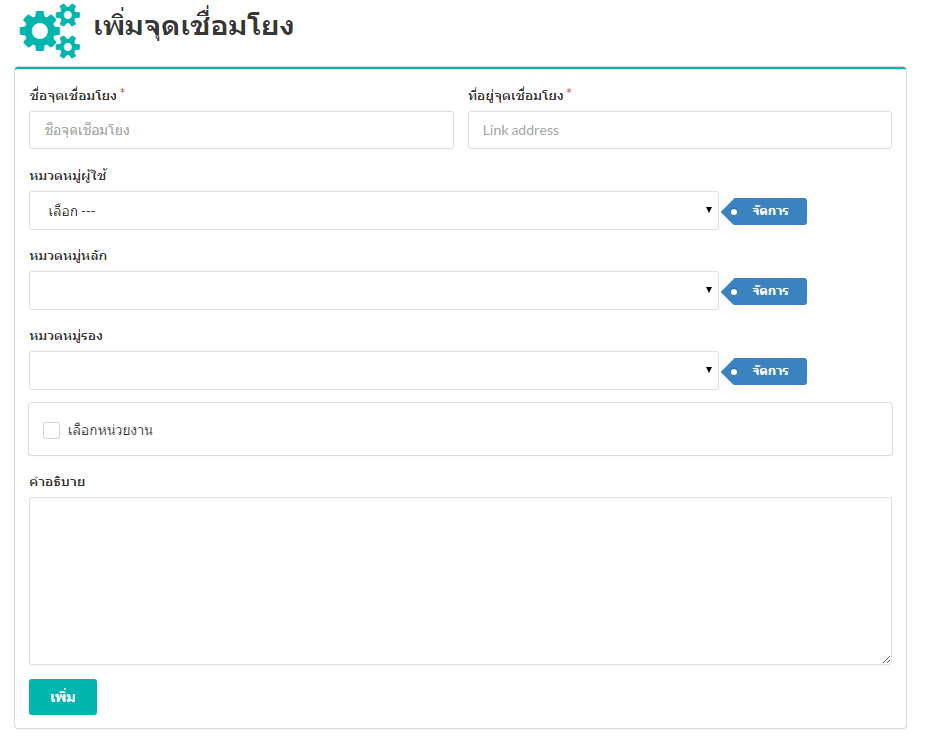 เพิ่มจุดเชื่อมโยง
ชื่อจุดเชื่อมโยง * ที่อยู่จุดเชื่อมโยง *
ชื่อจุดเชื่อมโยง Link address
หมวดหมู่ผู้ใช้
เลือก --- จัดการ
หมวดหมู่หลัก
จัดการ
หมวดหมู่รอง
จัดการ
เลือกหน่วยงาน
คำอธิบาย
เพิ่ม